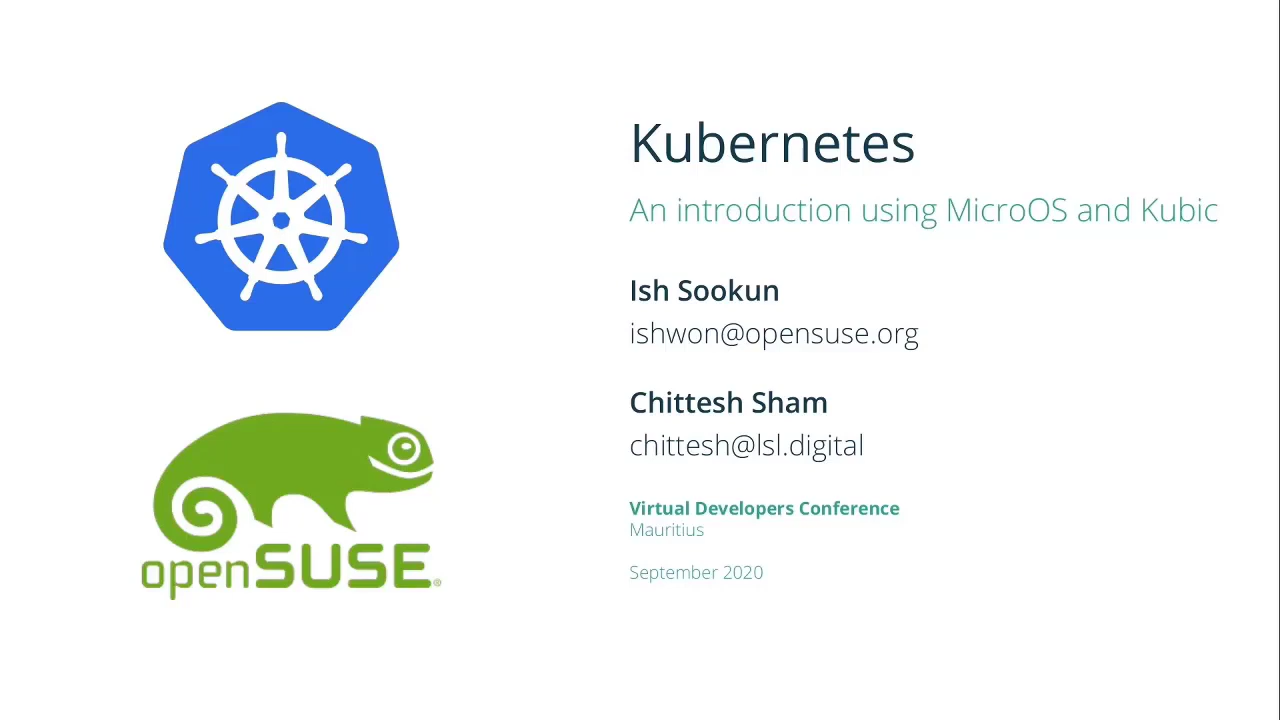 Kubernetes
An introduction using MicroOS and Kubic
Ish Sookun
ishwon@opensuse.org
Chittesh Sham
chittesh@lsl.digital
Virtual Developers Conference
Mauritius
September 2020
openSUSE®